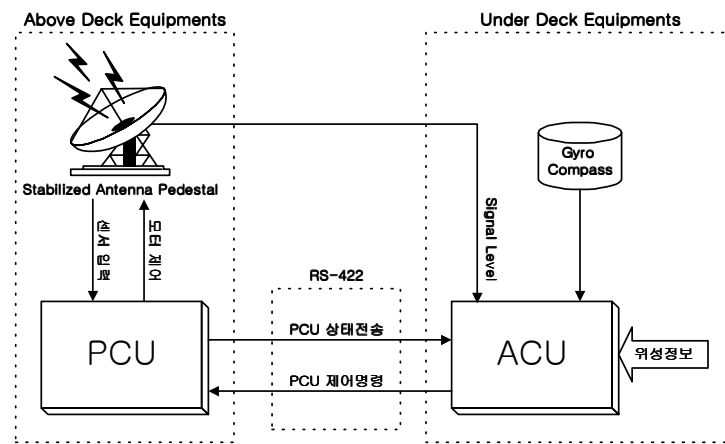 Above Deck Equipments
Under Deck Equipments
Stabilized Antenna Pedestal
Gyro
Compass
센서 입력
모터 제어
Signal Level
RS-422
PCU
PCU 상태전송
PCU 제어명령
ACU
위성정보